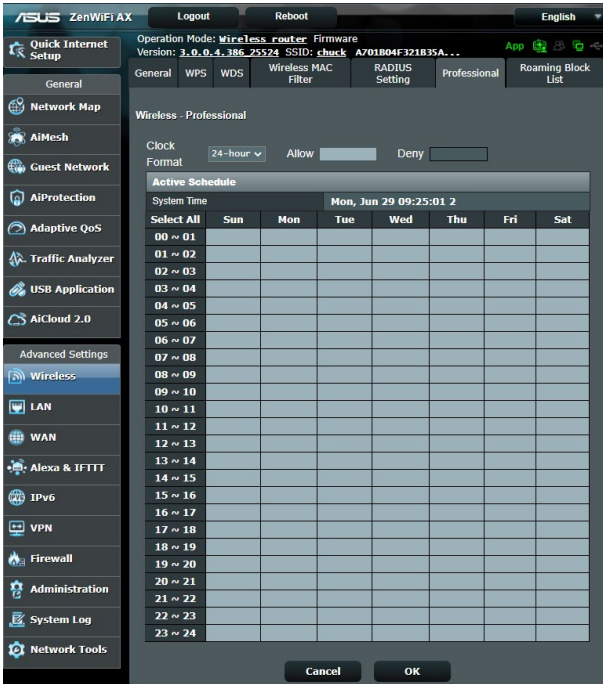 ASUS ZenWiFi AX Logout Reboot English
Quick Internet Setup
Operation Mode: Wireless router Firmware
Version: 3.0.0.4.386_25524 SSID: chuck A701B04F321B35A...
App
General WPS WDS Wireless MAC Filter RADIUS Setting Professional Roaming Block List
General
Network Map
AiMesh
Guest Network
AiProtection
Adaptive QoS
Traffic Analyzer
USB Application
AiCloud 2.0
Advanced Settings
Wireless
LAN
WAN
Alexa & IFTTT
IPv6
VPN
Firewall
Administration
System Log
Network Tools
Wireless - Professional
Clock Format 24-hour Allow Deny
Active Schedule
System Time Mon, Jun 29 09:25:01 2
Select All Sun Mon Tue Wed Thu Fri Sat
00 ~ 01
01 ~ 02
02 ~ 03
03 ~ 04
04 ~ 05
05 ~ 06
06 ~ 07
07 ~ 08
08 ~ 09
09 ~ 10
10 ~ 11
11 ~ 12
12 ~ 13
13 ~ 14
14 ~ 15
15 ~ 16
16 ~ 17
17 ~ 18
18 ~ 19
19 ~ 20
20 ~ 21
21 ~ 22
22 ~ 23
23 ~ 24
Cancel OK